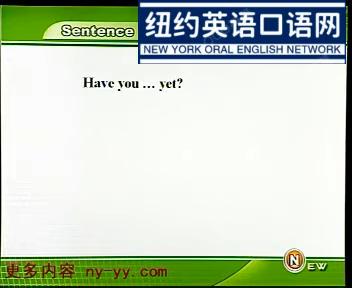 Sentence
纽约英语口语网
NEW YORK ORAL ENGLISH NETWORK
Have you ... yet?
NEW
更多内容 ny-yy.com